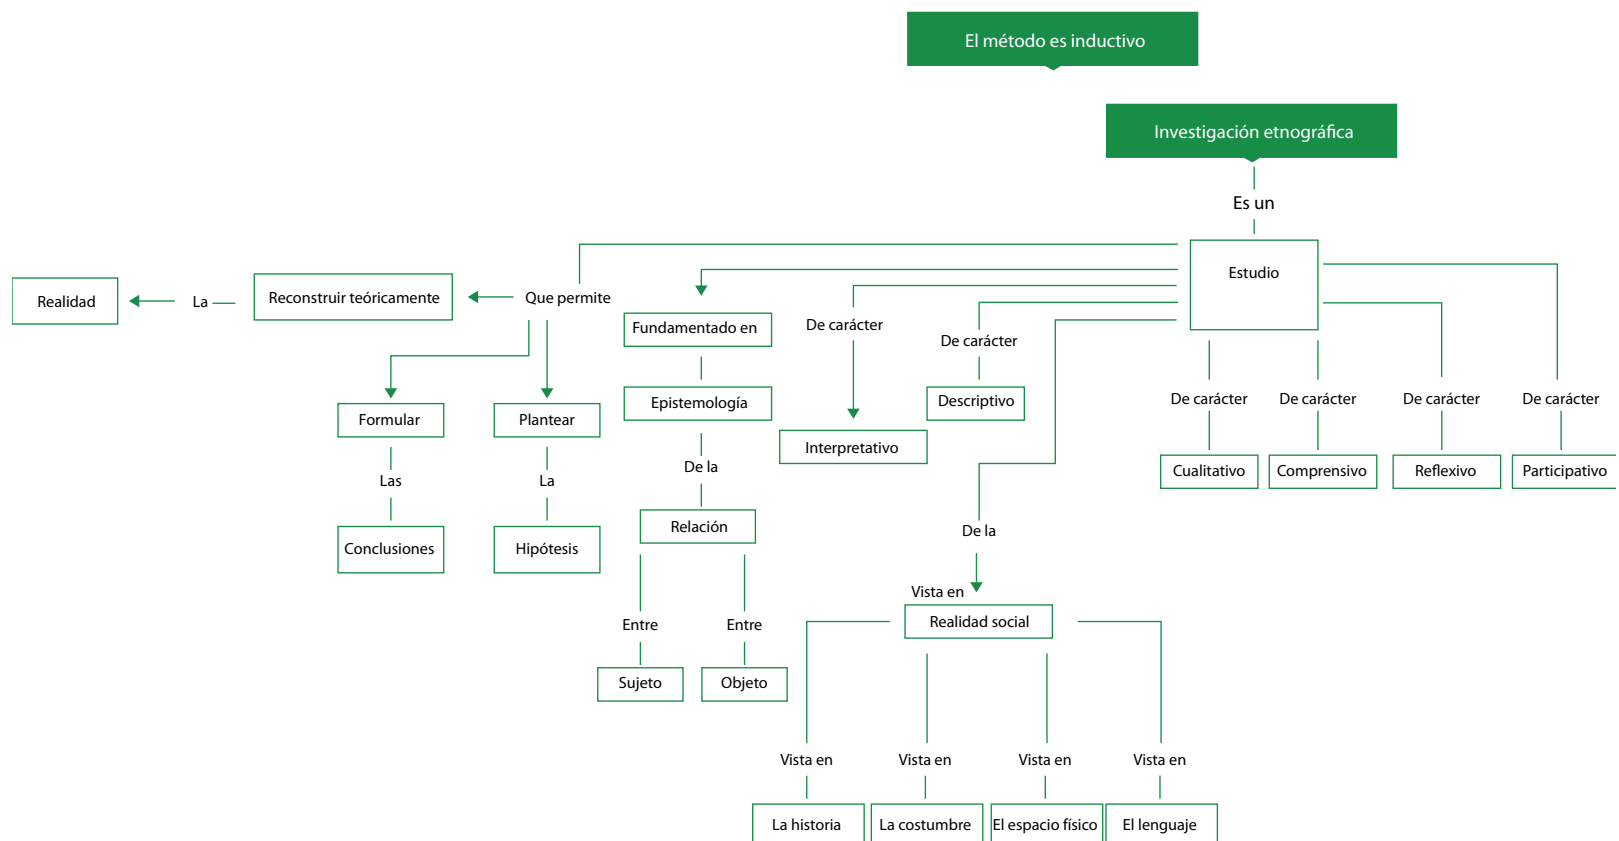 El método es inductivo
Investigación etnográfica
Es un
Estudio
Realidad
La
Reconstruir teóricamente
Que permite
Fundamentado en
De carácter
De carácter
Epistemología
Descriptivo
De carácter
De carácter
De carácter
De carácter
Formular
Plantear
Interpretativo
De la
Cualitativo
Comprensivo
Reflexivo
Participativo
Las
La
Relación
De la
Conclusiones
Hipótesis
Vista en
Realidad social
Entre
Entre
Sujeto
Objeto
Vista en
Vista en
Vista en
Vista en
La historia
La costumbre
El espacio físico
El lenguaje